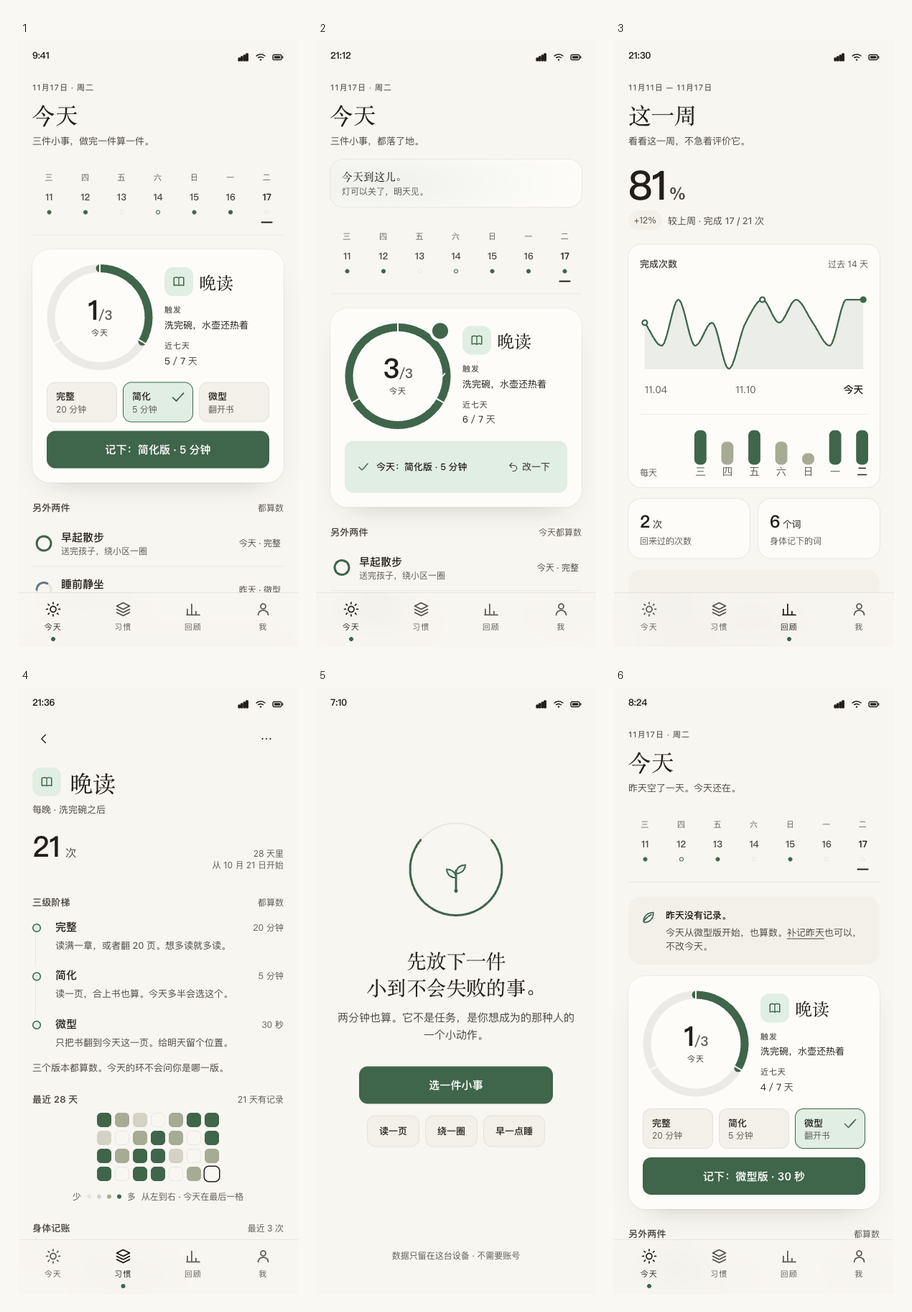 1
9:41
11月17日 · 周二
今天
三件小事，做完一件算一件。
三 四 五 六 日 一 二
11 12 13 14 15 16 17
1/3
今天
晚读
触发
洗完碗，水壶还热着
近七天
5 / 7 天
完整 简化 微型
20 分钟 5 分钟 翻开书
记下：简化版 · 5 分钟
另外两件 都算数
早起散步
送完孩子，绕小区一圈
今天 · 完整
睡前静坐
昨天 · 微型
今天 习惯 回顾 我
2
21:12
11月17日 · 周二
今天
三件小事，都落了地。
今天到这儿。
灯可以关了，明天见。
三 四 五 六 日 一 二
11 12 13 14 15 16 17
3/3
今天
晚读
触发
洗完碗，水壶还热着
近七天
6 / 7 天
今天：简化版 · 5 分钟 改一下
另外两件 今天都算数
早起散步
送完孩子，绕小区一圈
今天 · 完整
今天 习惯 回顾 我
3
21:30
11月11日 — 11月17日
这一周
看看这一周，不急着评价它。
81%
+12% 较上周 · 完成 17 / 21 次
完成次数 过去 14 天
11.04 11.10 今天
每天 三 四 五 六 日 一 二
2 次
回来过的次数
6 个词
身体记下的词
今天 习惯 回顾 我
4
21:36
晚读
每晚 · 洗完碗之后
21 次
28 天里
从 10 月 21 日开始
三级阶梯 都算数
完整 20 分钟
读满一章，或者翻 20 页。想多读就多读。
简化 5 分钟
读一页，合上书也算。今天多半会选这个。
微型 30 秒
只把书翻到今天这一页。给明天留个位置。
三个版本都算数。今天的环不会问你是哪一版。
最近 28 天 21 天有记录
少 多 从左到右 · 今天在最后一格
身体记账 最近 3 次
今天 习惯 回顾 我
5
7:10
先放下一件
小到不会失败的事。
两分钟也算。它不是任务，是你想成为的那种人的
一个小动作。
选一件小事
读一页 绕一圈 早一点睡
数据只留在这台设备 · 不需要账号
6
8:24
11月17日 · 周二
今天
昨天空了一天。今天还在。
三 四 五 六 日 一 二
11 12 13 14 15 16 17
昨天没有记录。
今天从微型版开始，也算数。补记昨天也可以，
不改今天。
1/3
今天
晚读
触发
洗完碗，水壶还热着
近七天
4 / 7 天
完整 简化 微型
20 分钟 5 分钟 翻开书
记下：微型版 · 30 秒
另外两件 都算数
今天 习惯 回顾 我